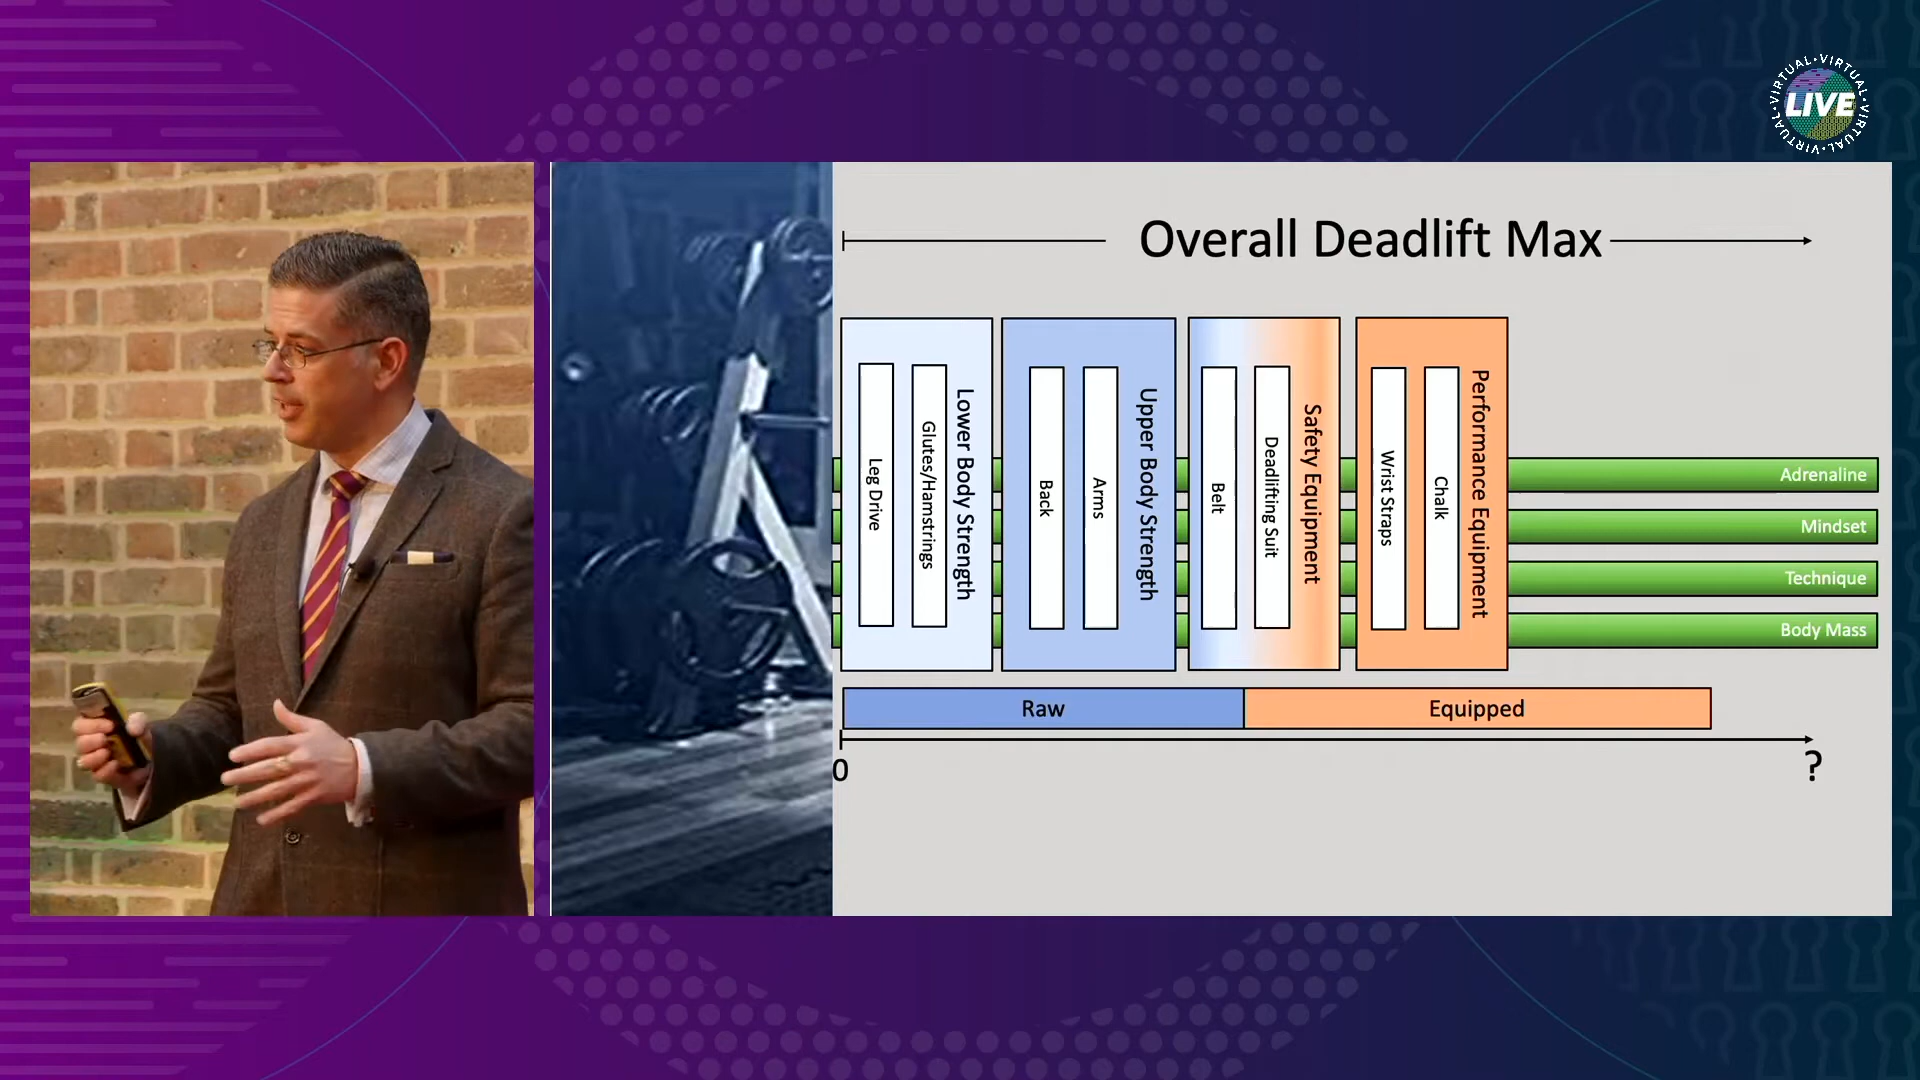 VIRTUAL • VIRTUAL • VIRTUAL • VIRTUAL •
LIVE
Overall Deadlift Max
Leg Drive
Glutes/Hamstrings
Lower Body Strength
Back
Arms
Upper Body Strength
Belt
Deadlifting Suit
Safety Equipment
Wrist Straps
Chalk
Performance Equipment
Adrenaline
Mindset
Technique
Body Mass
Raw
Equipped
0
?